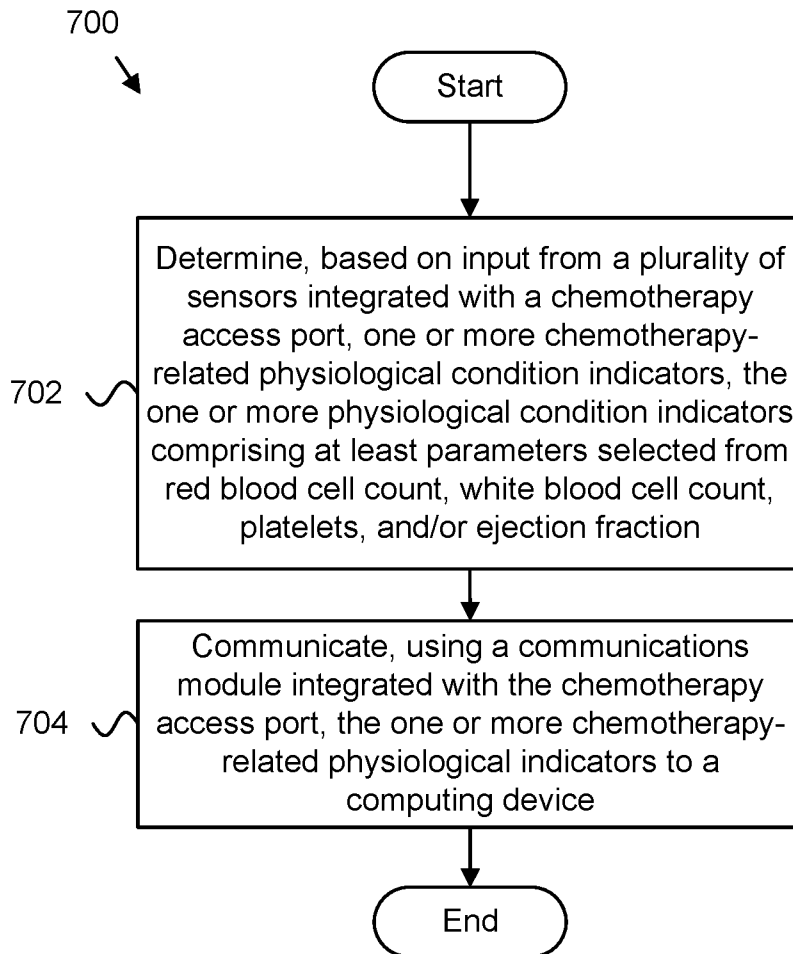 700
Start
Determine, based on input from a plurality of
sensors integrated with a chemotherapy
access port, one or more chemotherapy-
related physiological condition indicators, the
one or more physiological condition indicators
comprising at least parameters selected from
red blood cell count, white blood cell count,
platelets, and/or ejection fraction
702
Communicate, using a communications
module integrated with the chemotherapy
access port, the one or more chemotherapy-
related physiological indicators to a
computing device
704
End